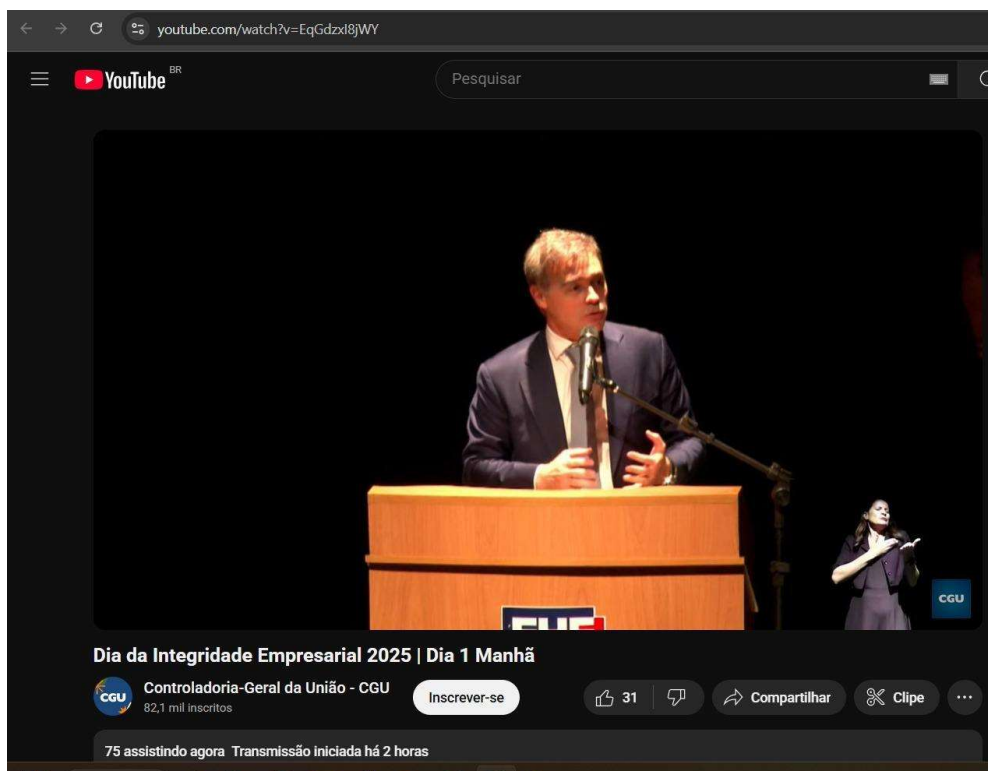 youtube.com/watch?v=EqGdzxI8jWY
YouTube BR
Pesquisar
CGU
Dia da Integridade Empresarial 2025 | Dia 1 Manhã
CGU
Controladoria-Geral da União - CGU
82,1 mil inscritos
Inscrever-se
31
Compartilhar
Clipe
75 assistindo agora Transmissão iniciada há 2 horas